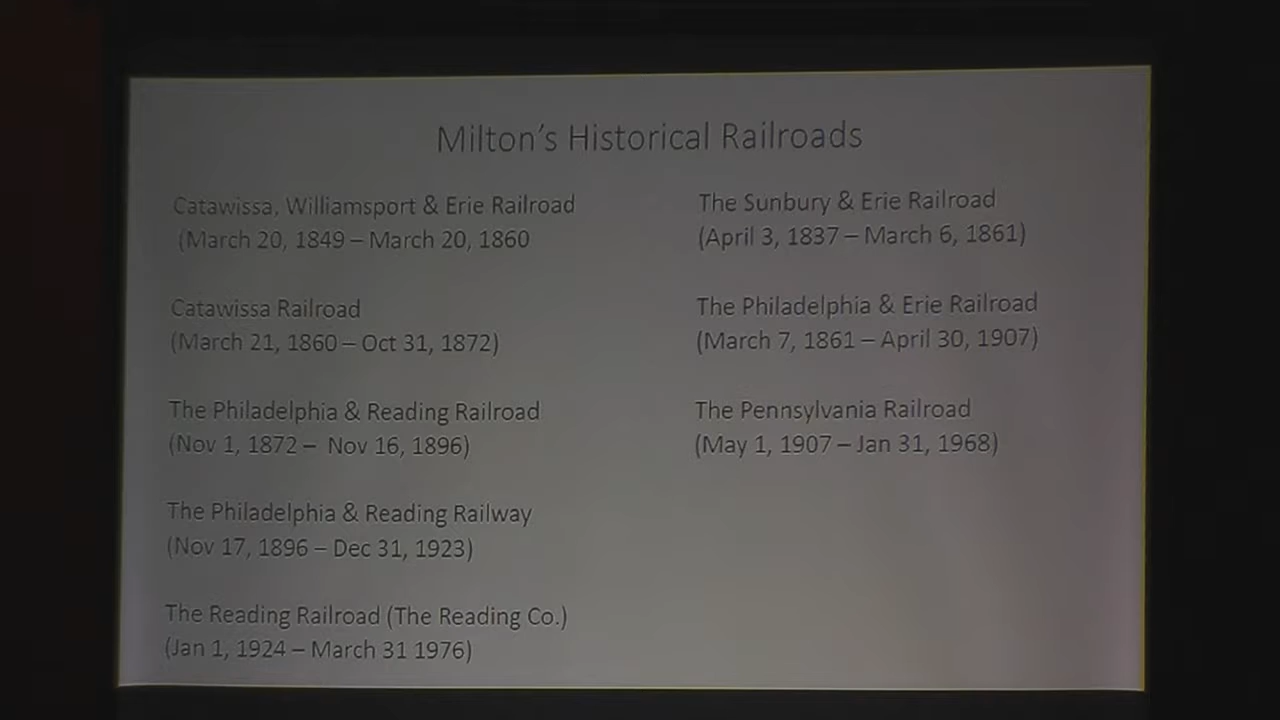 Milton's Historical Railroads
Catawissa, Williamsport & Erie Railroad
(March 20, 1849 – March 20, 1860
Catawissa Railroad
(March 21, 1860 – Oct 31, 1872)
The Philadelphia & Reading Railroad
(Nov 1, 1872 – Nov 16, 1896)
The Philadelphia & Reading Railway
(Nov 17, 1896 – Dec 31, 1923)
The Reading Railroad (The Reading Co.)
(Jan 1, 1924 – March 31 1976)
The Sunbury & Erie Railroad
(April 3, 1837 – March 6, 1861)
The Philadelphia & Erie Railroad
(March 7, 1861 – April 30, 1907)
The Pennsylvania Railroad
(May 1, 1907 – Jan 31, 1968)